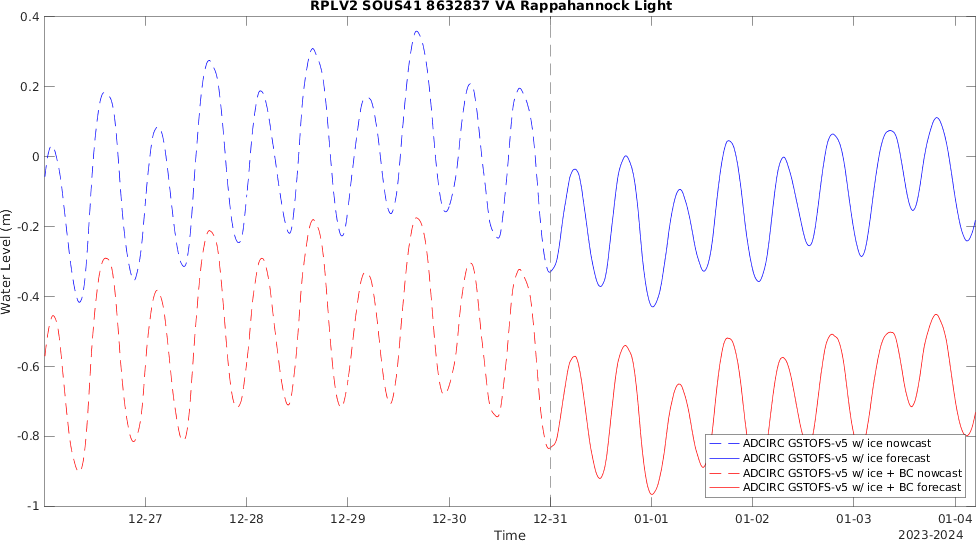 RPLV2 SOUS41 8632837 VA Rappahannock Light
0.4
0.2
0
-0.2
-0.4
-0.6
-0.8
-1
Water Level (m)
12-27
12-28
12-29
12-30
12-31
01-01
01-02
01-03
01-04
Time
2023-2024
ADCIRC GSTOFS-v5 w/ ice nowcast
ADCIRC GSTOFS-v5 w/ ice forecast
ADCIRC GSTOFS-v5 w/ ice + BC nowcast
ADCIRC GSTOFS-v5 w/ ice + BC forecast